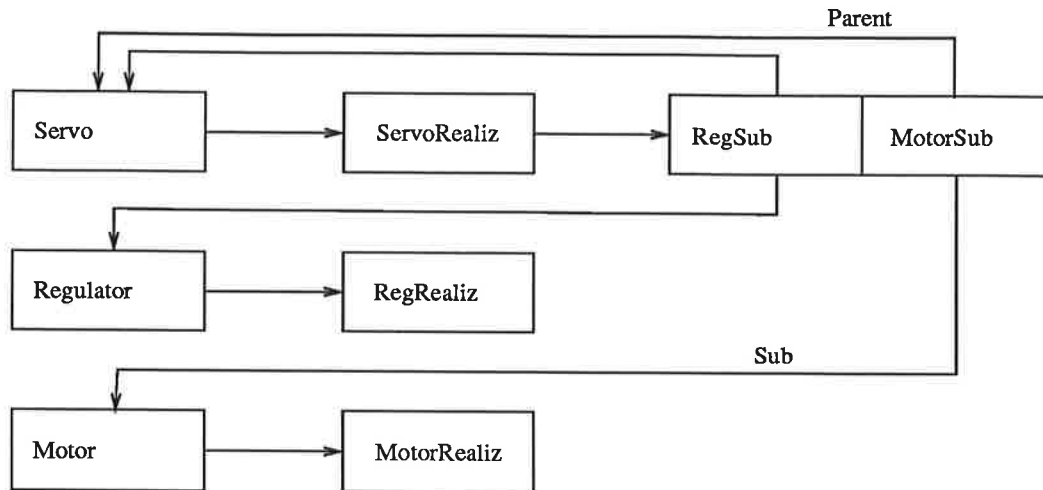 Parent
Servo
ServoRealiz
RegSub
MotorSub
Regulator
RegRealiz
Sub
Motor
MotorRealiz